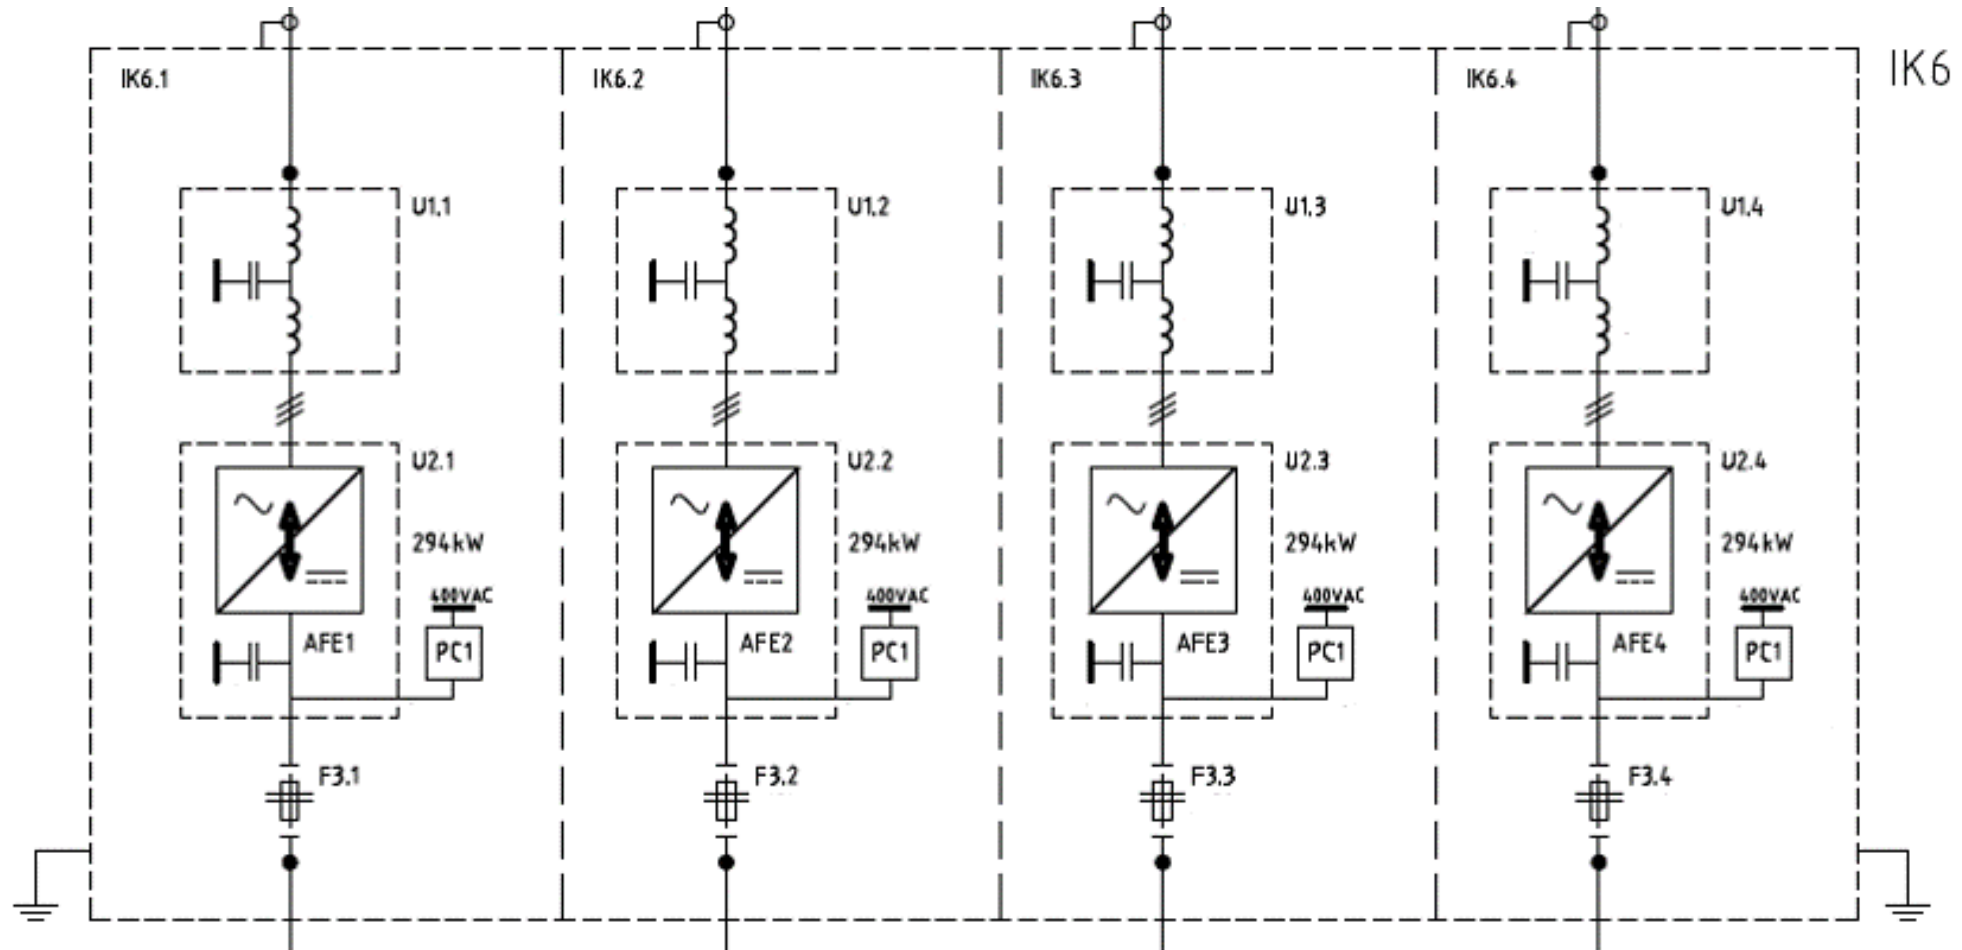 IK6
IK6.1
IK6.2
IK6.3
IK6.4
U1.1
U1.2
U1.3
U1.4
U2.1
U2.2
U2.3
U2.4
294kW
294kW
294kW
294kW
400VAC
400VAC
400VAC
400VAC
AFE1
PC1
AFE2
PC1
AFE3
PC1
AFE4
PC1
F3.1
F3.2
F3.3
F3.4